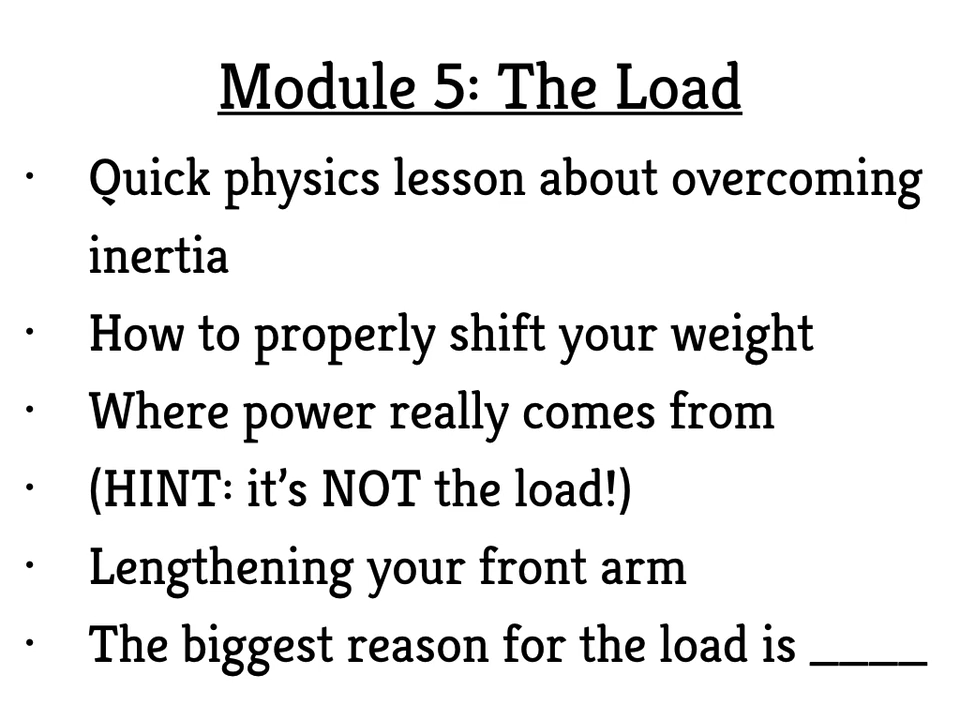 Module 5: The Load
· Quick physics lesson about overcoming
inertia
· How to properly shift your weight
· Where power really comes from
· (HINT: it’s NOT the load!)
· Lengthening your front arm
· The biggest reason for the load is ____